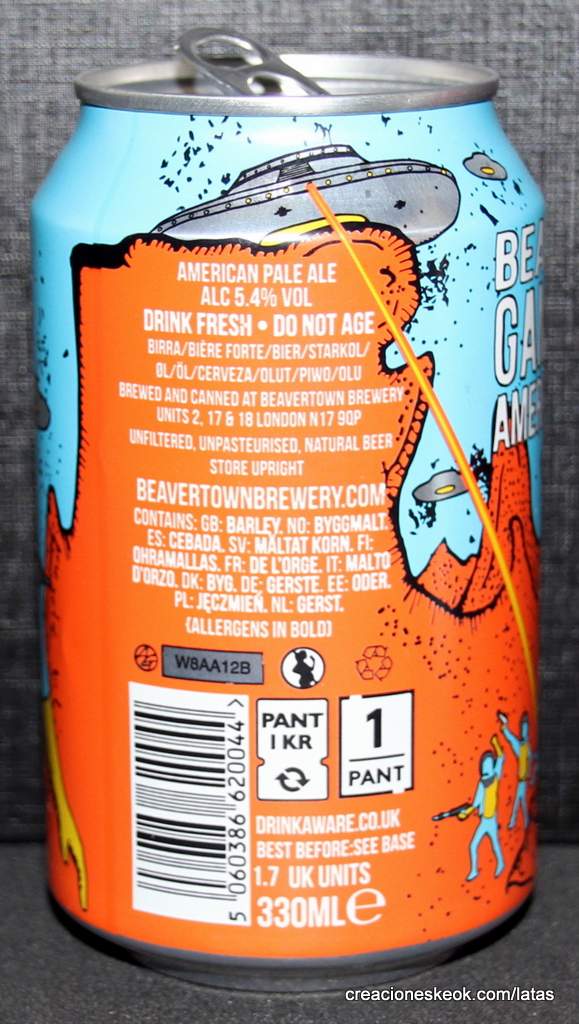 AMERICAN PALE ALE
ALC 5.4% VOL
DRINK FRESH • DO NOT AGE
BIRRA/BIÈRE FORTE/BIER/STARKOL/
ØL/ÖL/CERVEZA/OLUT/PIWO/OLU
BREWED AND CANNED AT BEAVERTOWN BREWERY
UNITS 2, 17 & 18 LONDON N17 9QP
UNFILTERED, UNPASTEURISED, NATURAL BEER
STORE UPRIGHT
BEAVERTOWNBREWERY.COM
CONTAINS: GB: BARLEY. NO: BYGGMALT.
ES: CEBADA. SV: MALTAT KORN. FI:
OHRAMALLAS. FR: DE L'ORGE. IT: MALTO
D'ORZO. DK: BYG. DE: GERSTE. EE: ODER.
PL: JĘCZMIEŃ. NL: GERST.
(ALLERGENS IN BOLD)
W8AA12B
PANT
1 KR
1
PANT
5 060386 620044 >
DRINKAWARE.CO.UK
BEST BEFORE:SEE BASE
1.7 UK UNITS
330ML e
BEA
GA
AME
creacioneskeok.com/latas